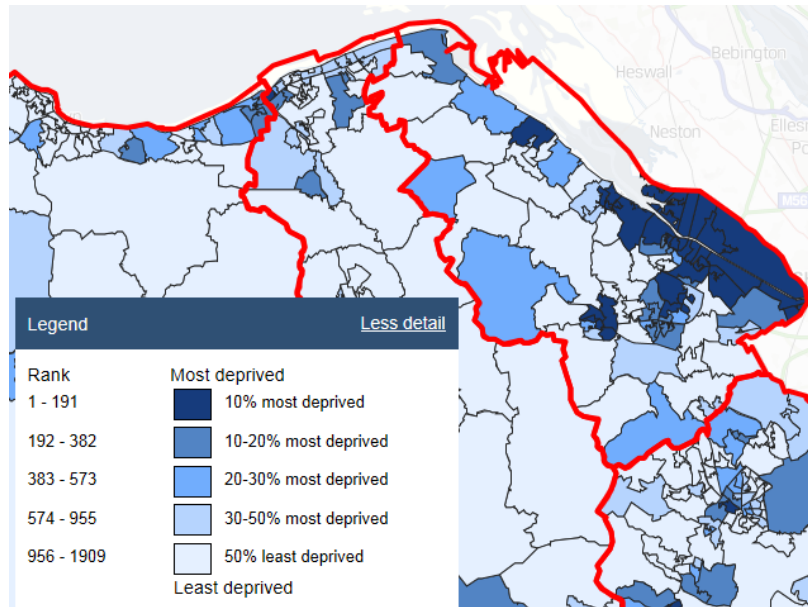 Heswall
Bebington
Neston
Ellesm
Po
M56
Legend Less detail
Rank Most deprived
1 - 191 10% most deprived
192 - 382 10-20% most deprived
383 - 573 20-30% most deprived
574 - 955 30-50% most deprived
956 - 1909 50% least deprived
Least deprived